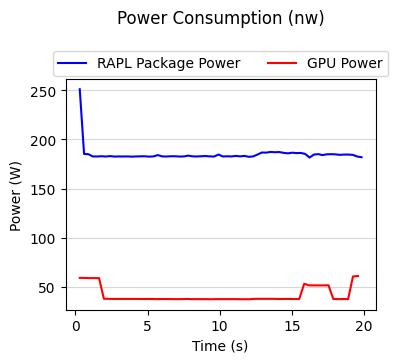 Power Consumption (nw)
RAPL Package Power GPU Power
250
200
150
100
50
Power (W)
0 5 10 15 20
Time (s)